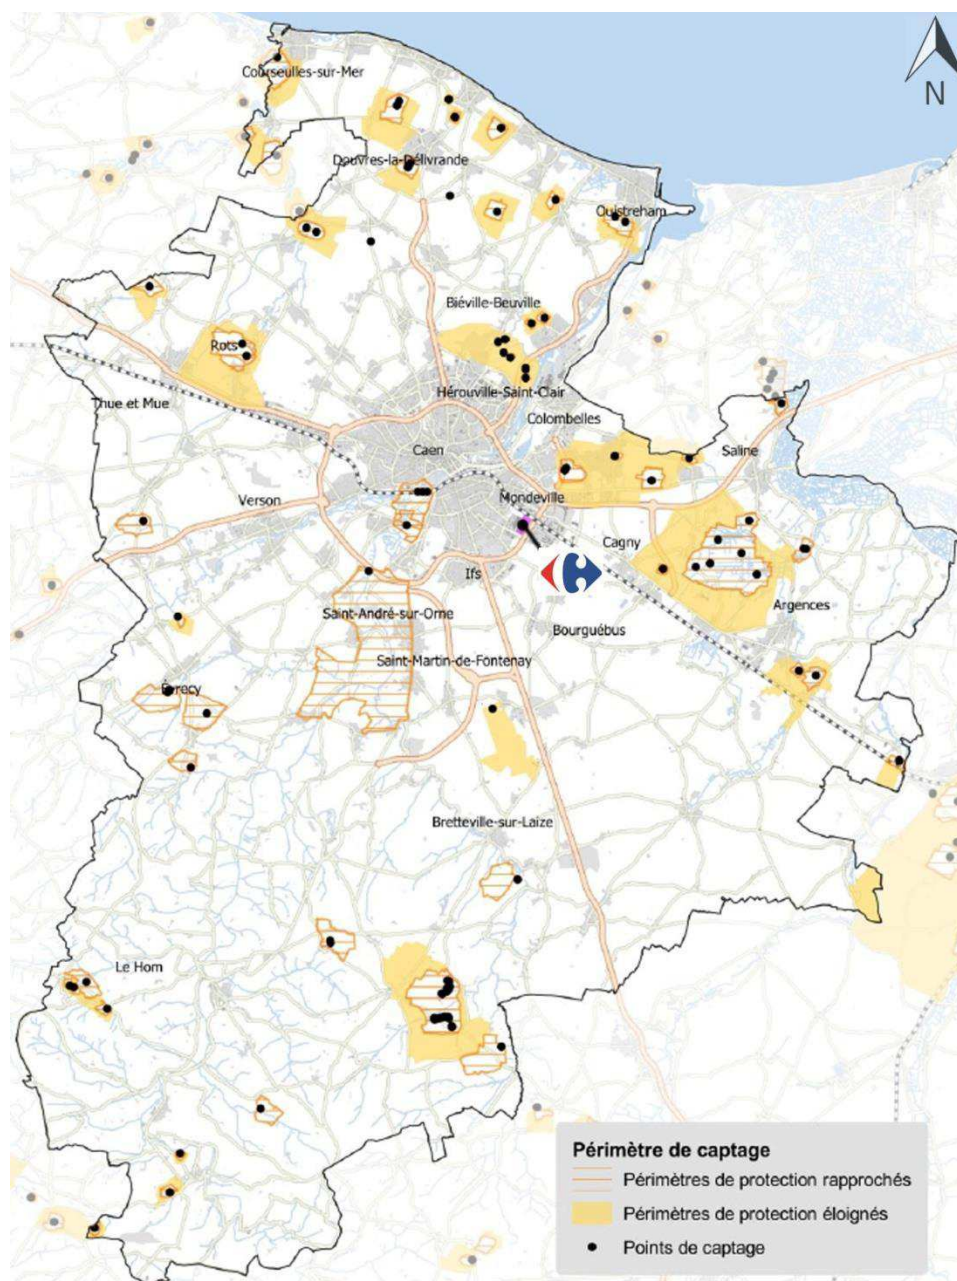 N
Courseulles-sur-Mer
Douvres-la-Délivrande
Ouistreham
Biéville-Beuville
Rots
Hérouville-Saint-Clair
Thue et Mue
Colombelles
Caen
Saline
Verson
Mondeville
Cagny
Ifs
Argences
Saint-André-sur-Orne
Bourguébus
Saint-Martin-de-Fontenay
Évrecy
Bretteville-sur-Laize
Le Hom
Périmètre de captage
Périmètres de protection rapprochés
Périmètres de protection éloignés
Points de captage